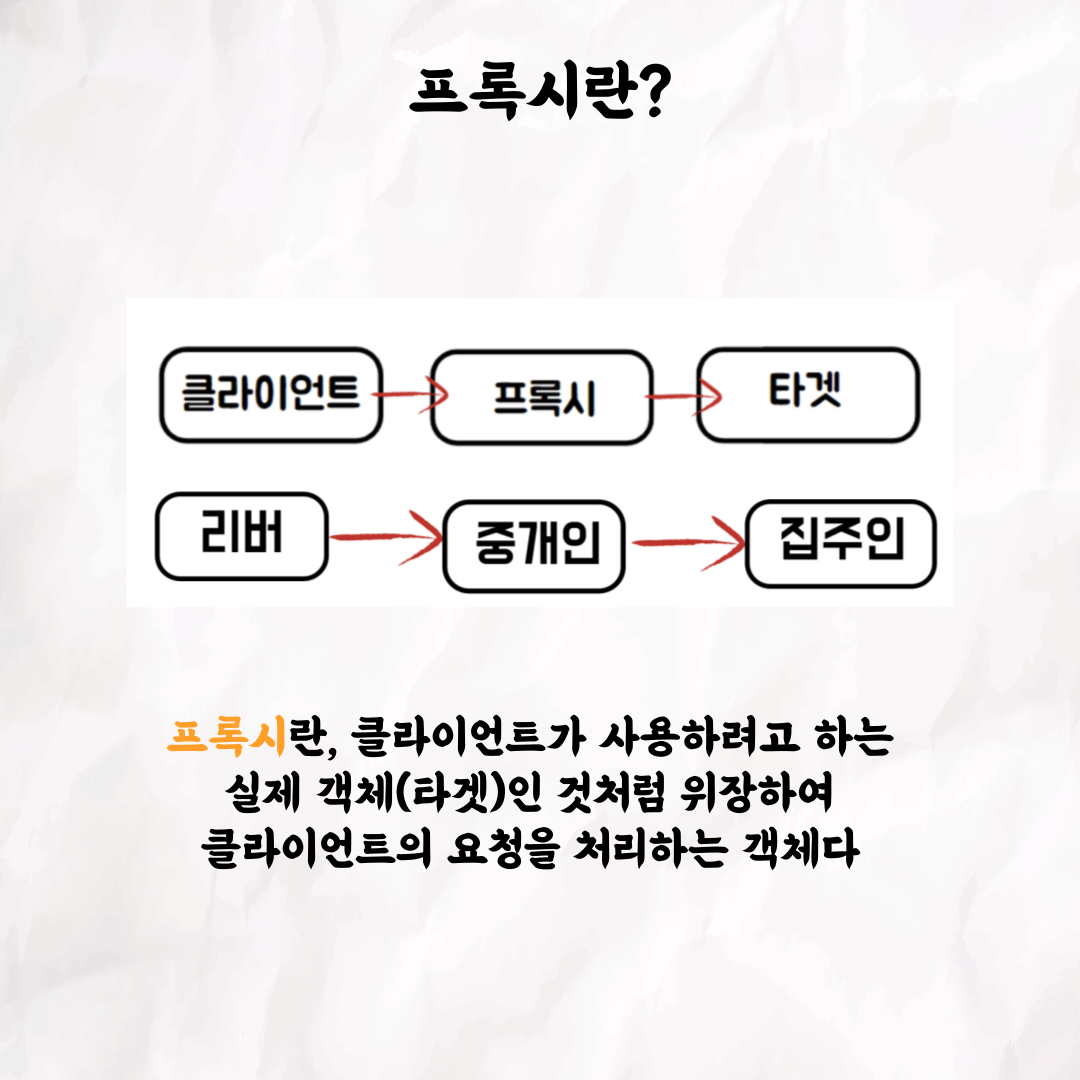 프록시란?
클라이언트 프록시 타겟
리버 중개인 집주인
프록시란, 클라이언트가 사용하려고 하는
실제 객체(타겟)인 것처럼 위장하여
클라이언트의 요청을 처리하는 객체다